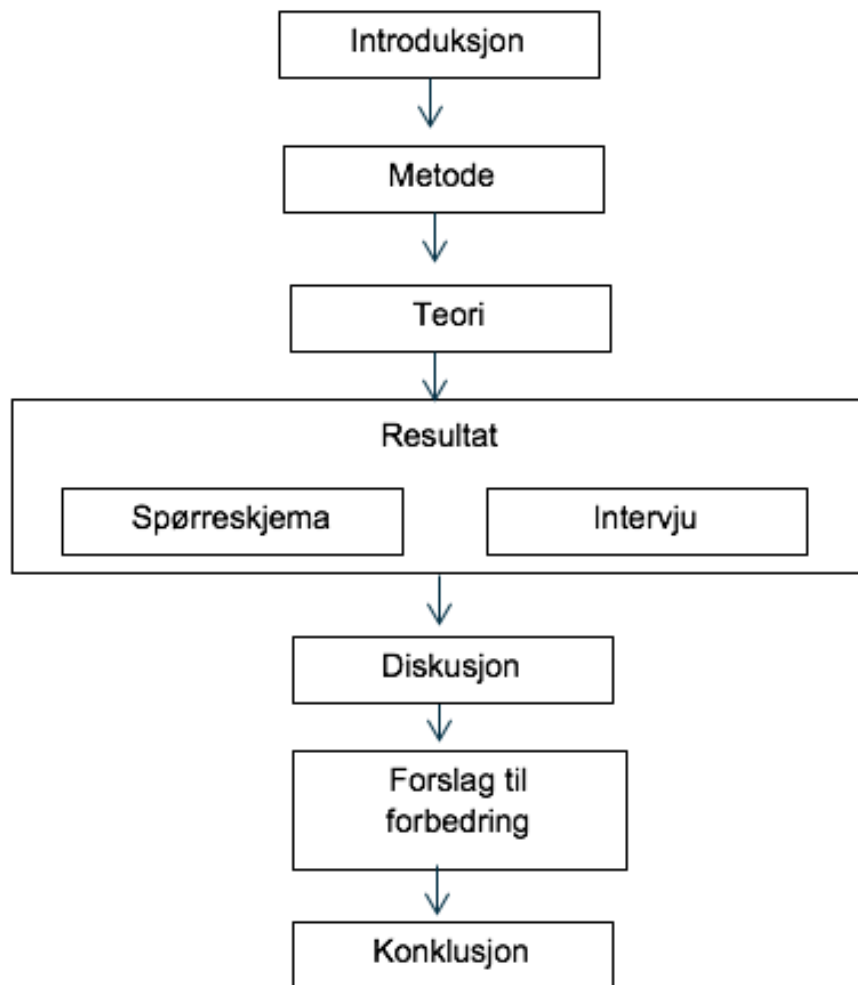 Introduksjon
Metode
Teori
Resultat
Spørreskjema
Intervju
Diskusjon
Forslag til
forbedring
Konklusjon